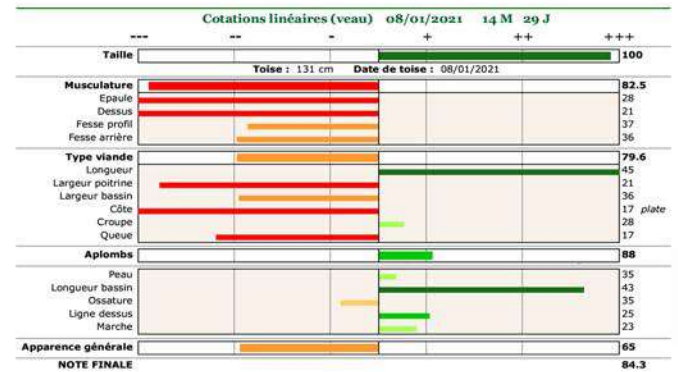 Cotations linéaires (veau) 08/01/2021 14 M 29 J
--- -- - + ++ +++
Taille 100
Toise : 131 cm Date de toise : 08/01/2021
Musculature 82.5
Epaule 28
Dessus 21
Fesse profil 37
Fesse arrière 36
Type viande 79.6
Longueur 45
Largeur poitrine 21
Largeur bassin 36
Côte 17 plate
Croupe 28
Queue 17
Aplombs 88
Peau 35
Longueur bassin 43
Ossature 35
Ligne dessus 25
Marche 23
Apparence générale 65
NOTE FINALE 84.3